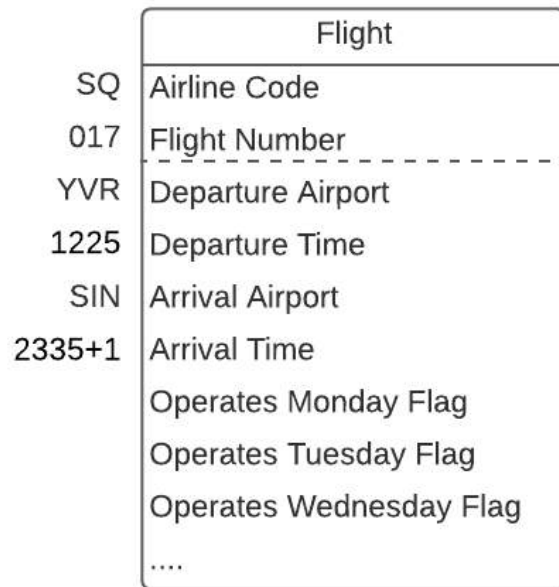 Flight
SQ Airline Code
017 Flight Number
YVR Departure Airport
1225 Departure Time
SIN Arrival Airport
2335+1 Arrival Time
Operates Monday Flag
Operates Tuesday Flag
Operates Wednesday Flag
....